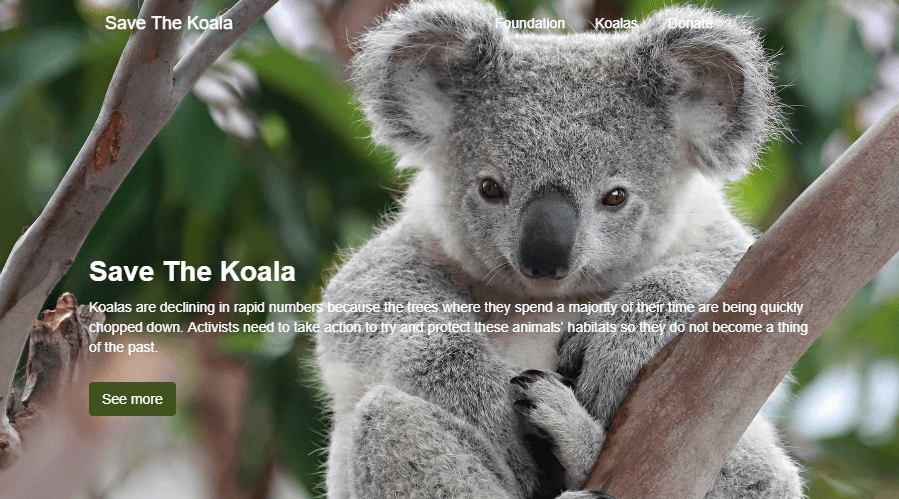 Save The Koala Foundation Koalas Donate
Save The Koala
Koalas are declining in rapid numbers because the trees where they spend a majority of their time are being quickly
chopped down. Activists need to take action to try and protect these animals' habitats so they do not become a thing
of the past.
See more